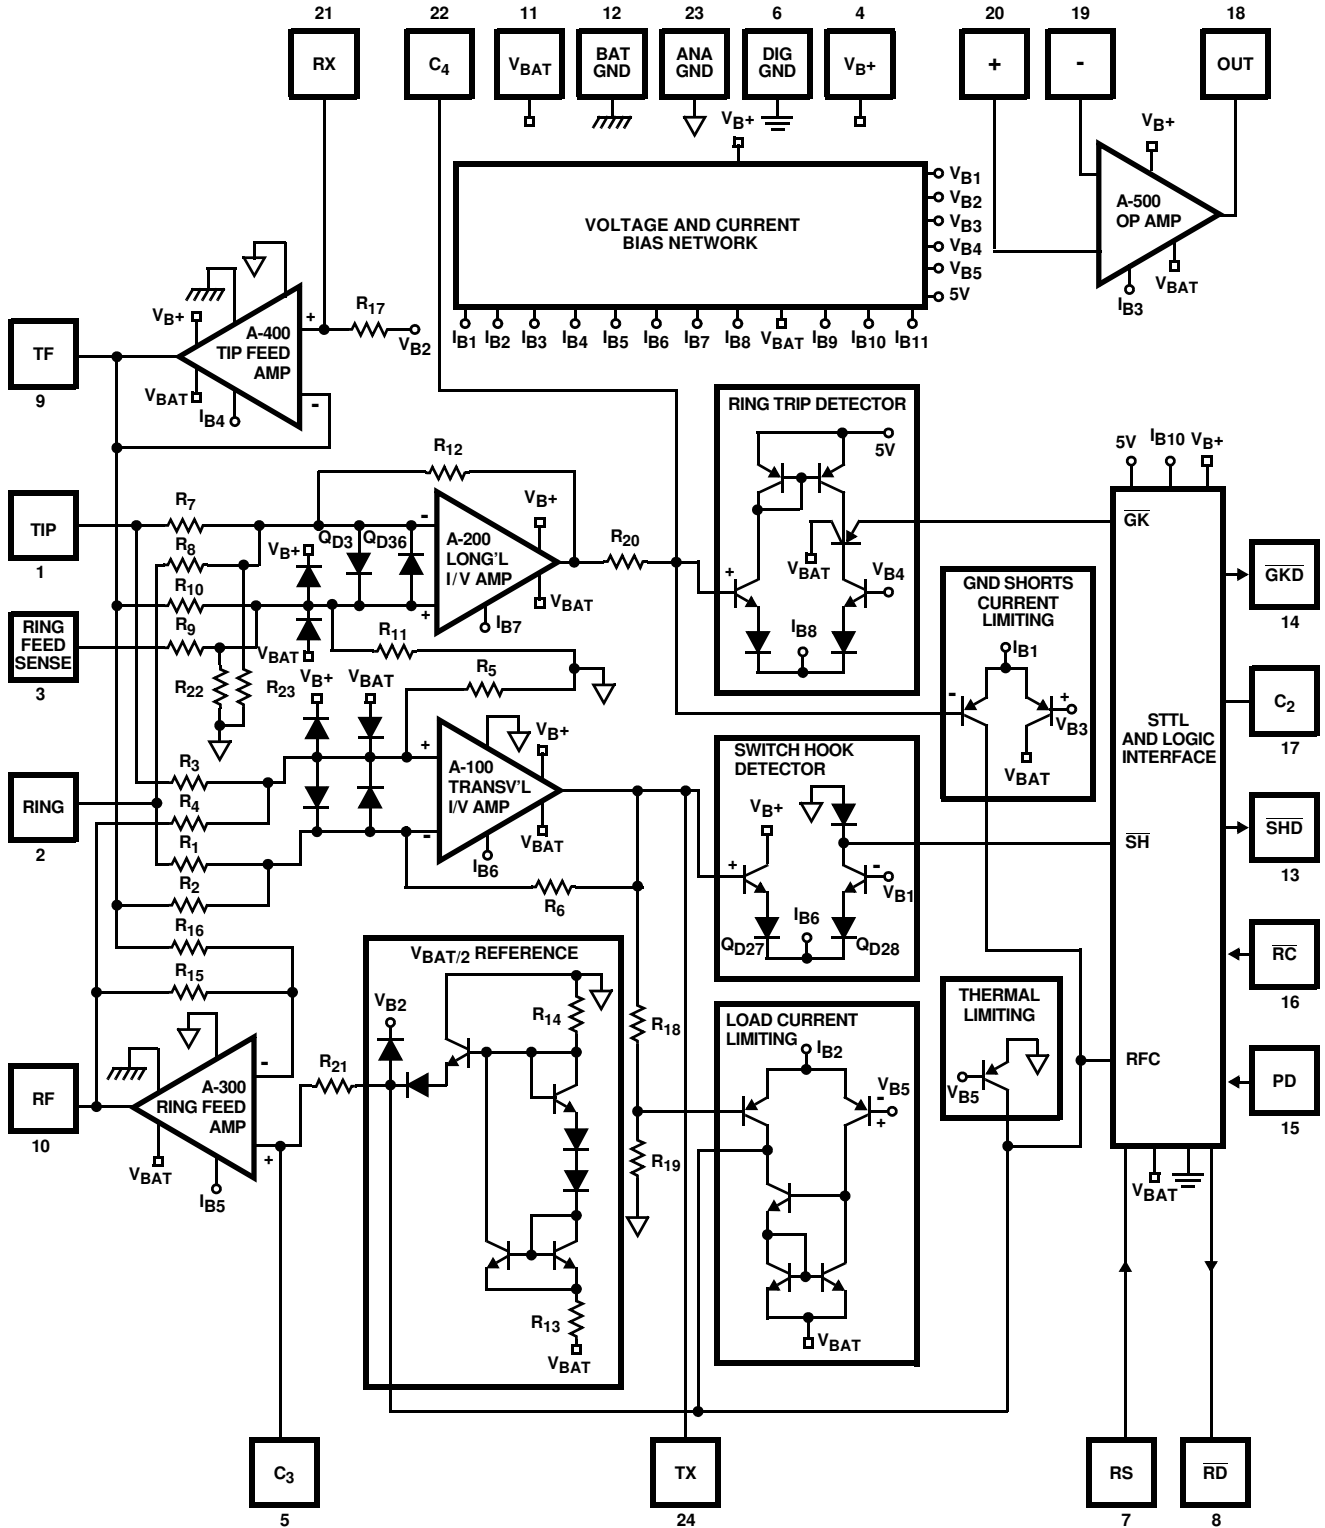 21 22 11 12 23 6 4 20 19 18
RX
C4
VBAT
BAT
GND
ANA
GND
DIG
GND
VB+
+
-
OUT
VB+
VOLTAGE AND CURRENT
BIAS NETWORK
VB1
VB2
VB3
VB4
VB5
5V
IB1 IB2 IB3 IB4 IB5 IB6 IB7 IB8 VBAT IB9 IB10 IB11
VB+
A-500
OP AMP
VBAT
IB3
TF
9
VB+
A-400
TIP FEED
AMP
+
-
VBAT
IB4
R17
VB2
TIP
1
RING
FEED
SENSE
3
RING
2
R7
R8
R10
R9
R22
R23
R12
VB+
QD3
QD36
VBAT
-
A-200
LONG'L
I/V AMP
+
VB+
VBAT
IB7
R20
R11
R5
VB+
VBAT
+
A-100
TRANSV'L
I/V AMP
-
VB+
VBAT
IB6
R3
R4
R1
R2
R16
R15
R6
RING TRIP DETECTOR
5V
VBAT
VB4
+
IB8
GND SHORTS
CURRENT
LIMITING
IB1
-
+
VB3
VBAT
SWITCH HOOK
DETECTOR
VB+
+
-
VB1
IB6
QD27
QD28
5V IB10 VB+
GK
STTL
AND LOGIC
INTERFACE
SH
RFC
VBAT
GKD
14
C2
17
SHD
13
RC
16
PD
15
THERMAL
LIMITING
VB5
VBAT/2 REFERENCE
VB2
R14
R13
VBAT
R18
R19
LOAD CURRENT
LIMITING
IB2
VB5
-
+
VBAT
RF
10
A-300
RING FEED
AMP
-
+
VBAT
IB5
R21
C3
5
TX
24
RS
7
RD
8